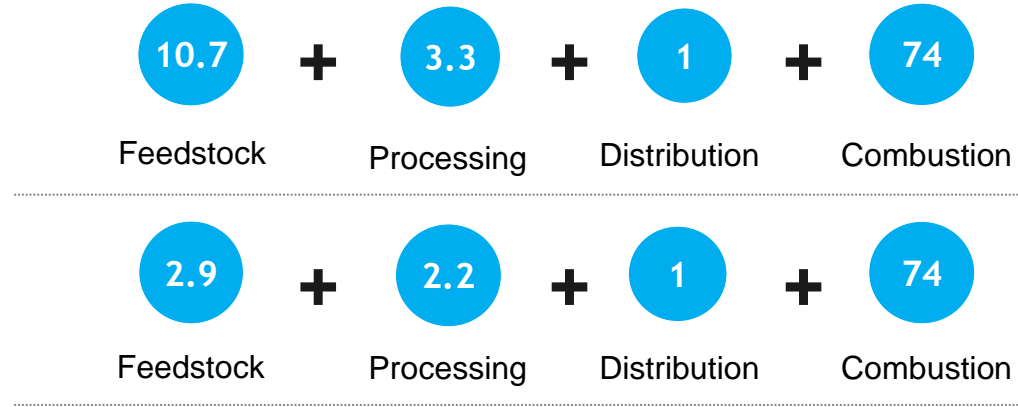 10.7 + 3.3 + 1 + 74
Feedstock Processing Distribution Combustion
2.9 + 2.2 + 1 + 74
Feedstock Processing Distribution Combustion